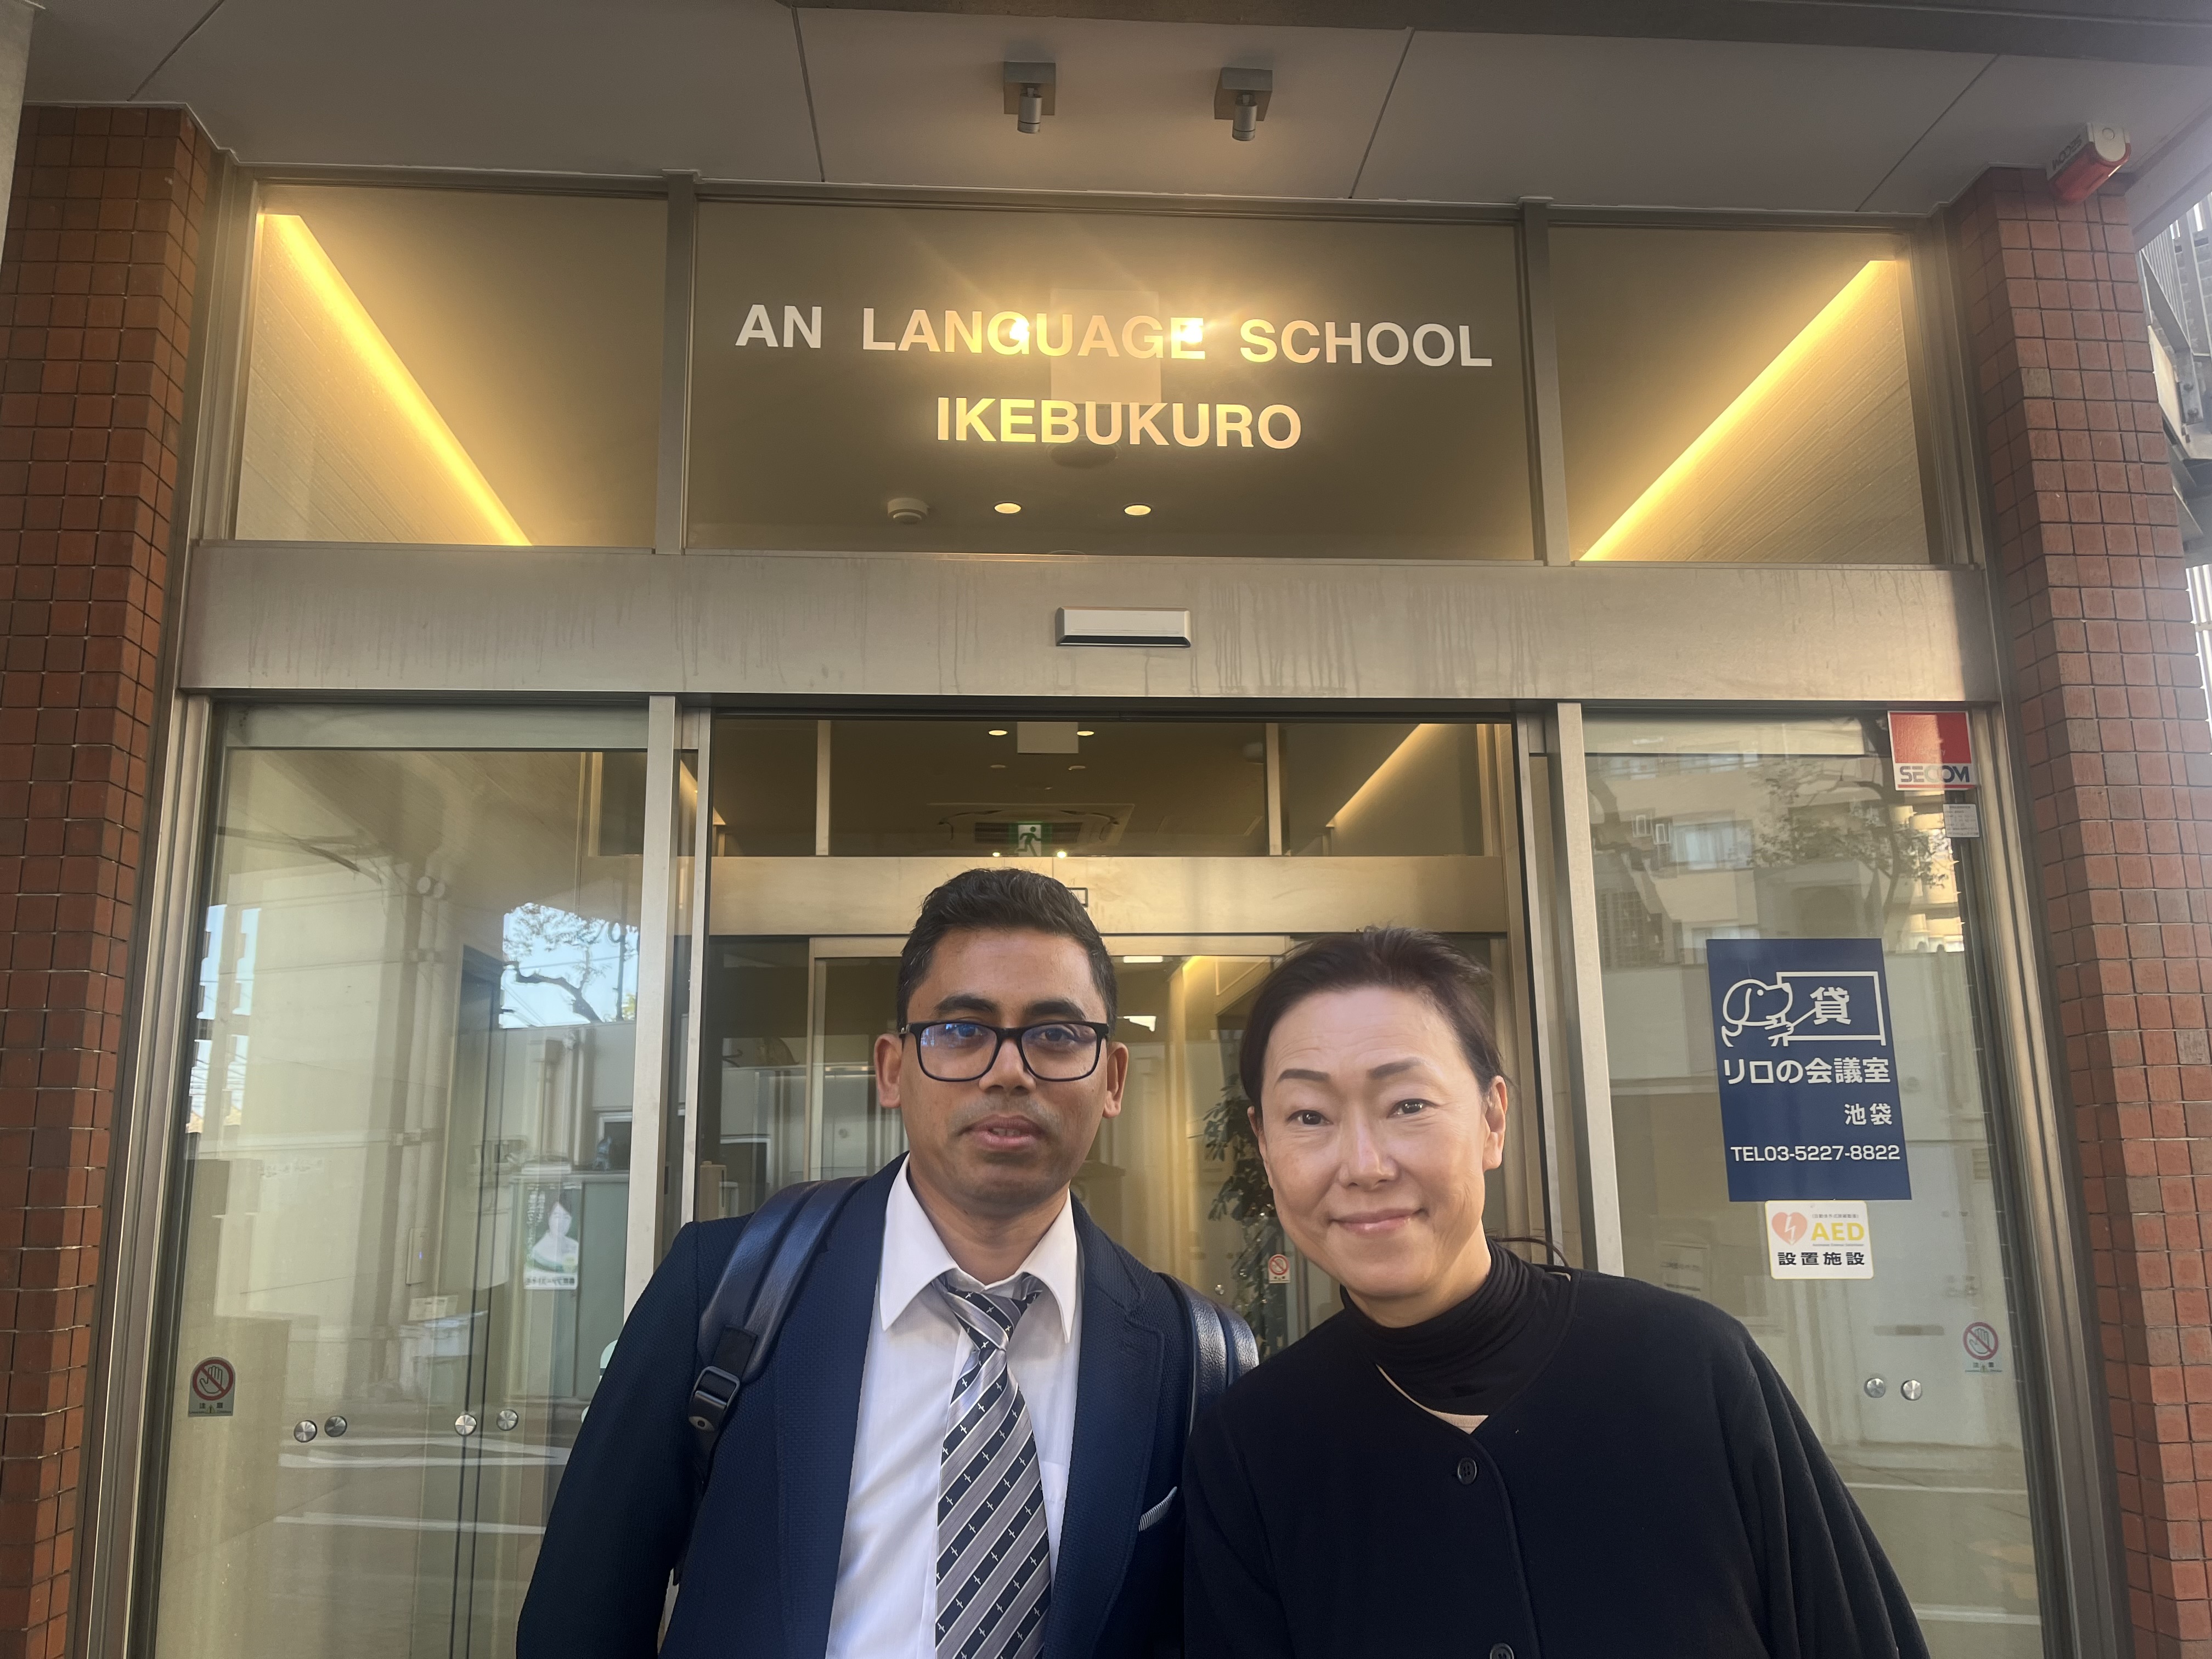 AN LANGUAGE SCHOOL
IKEBUKURO
SECOM
貸
リロの会議室
池袋
TEL03-5227-8822
AED
設置施設